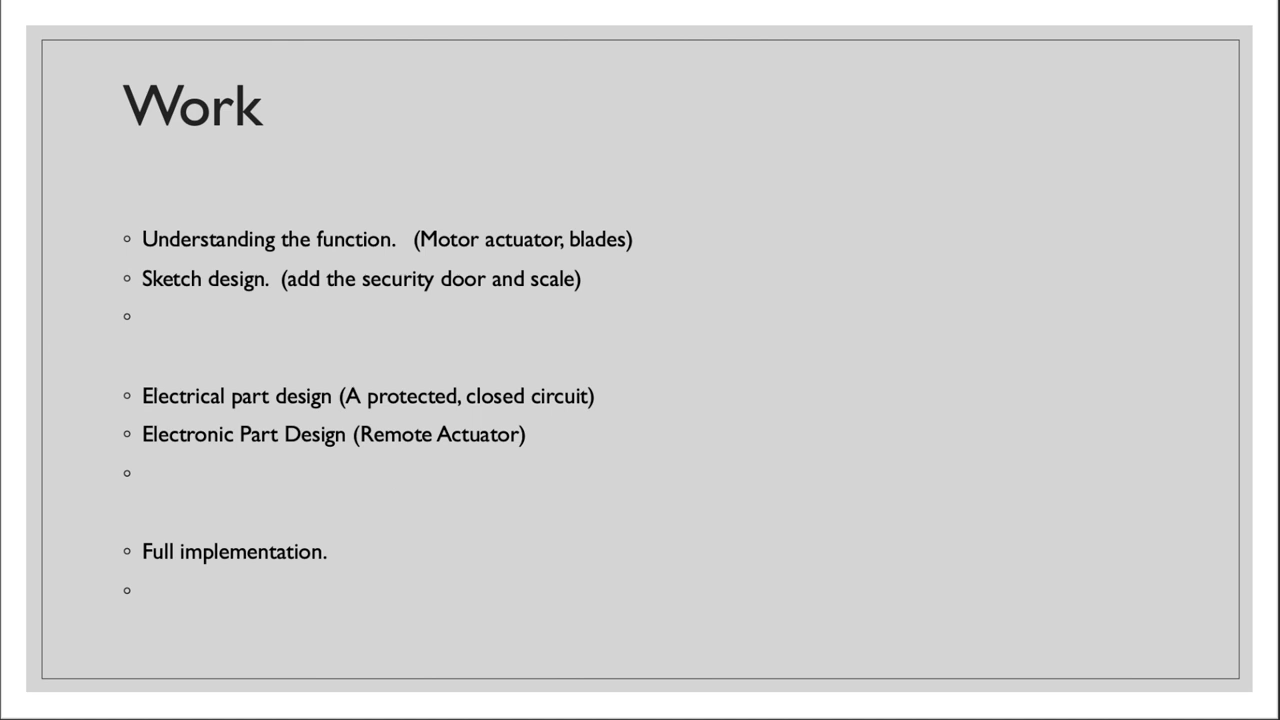 Work
Understanding the function.   (Motor actuator, blades)
Sketch design.  (add the security door and scale)
Electrical part design (A protected, closed circuit)
Electronic Part Design (Remote Actuator)
Full implementation.